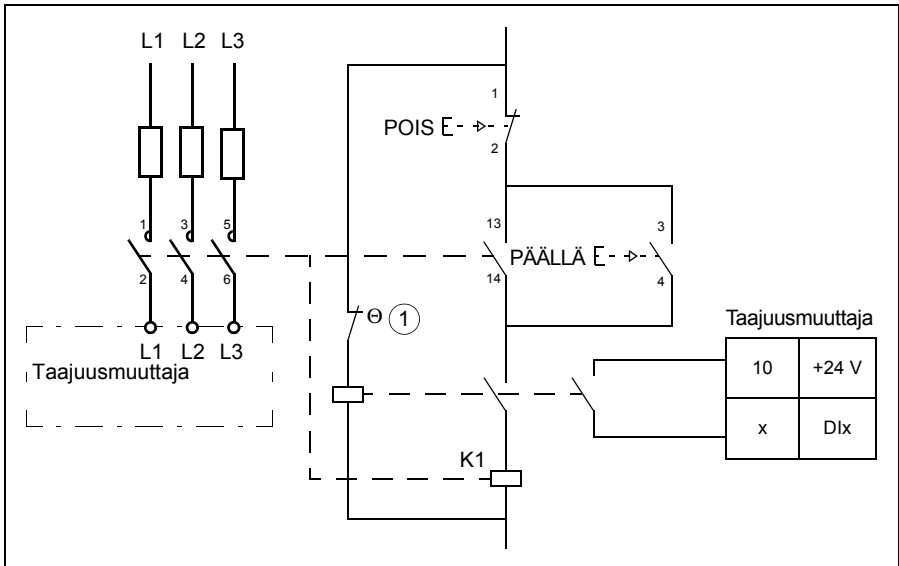 L1 L2 L3
1
POIS
2
1 3 5
13
3
PÄÄLLÄ
2 4 6
14
4
Θ 1
L1 L2 L3
Taajuusmuuttaja
Taajuusmuuttaja
10 +24 V
x DIx
K1